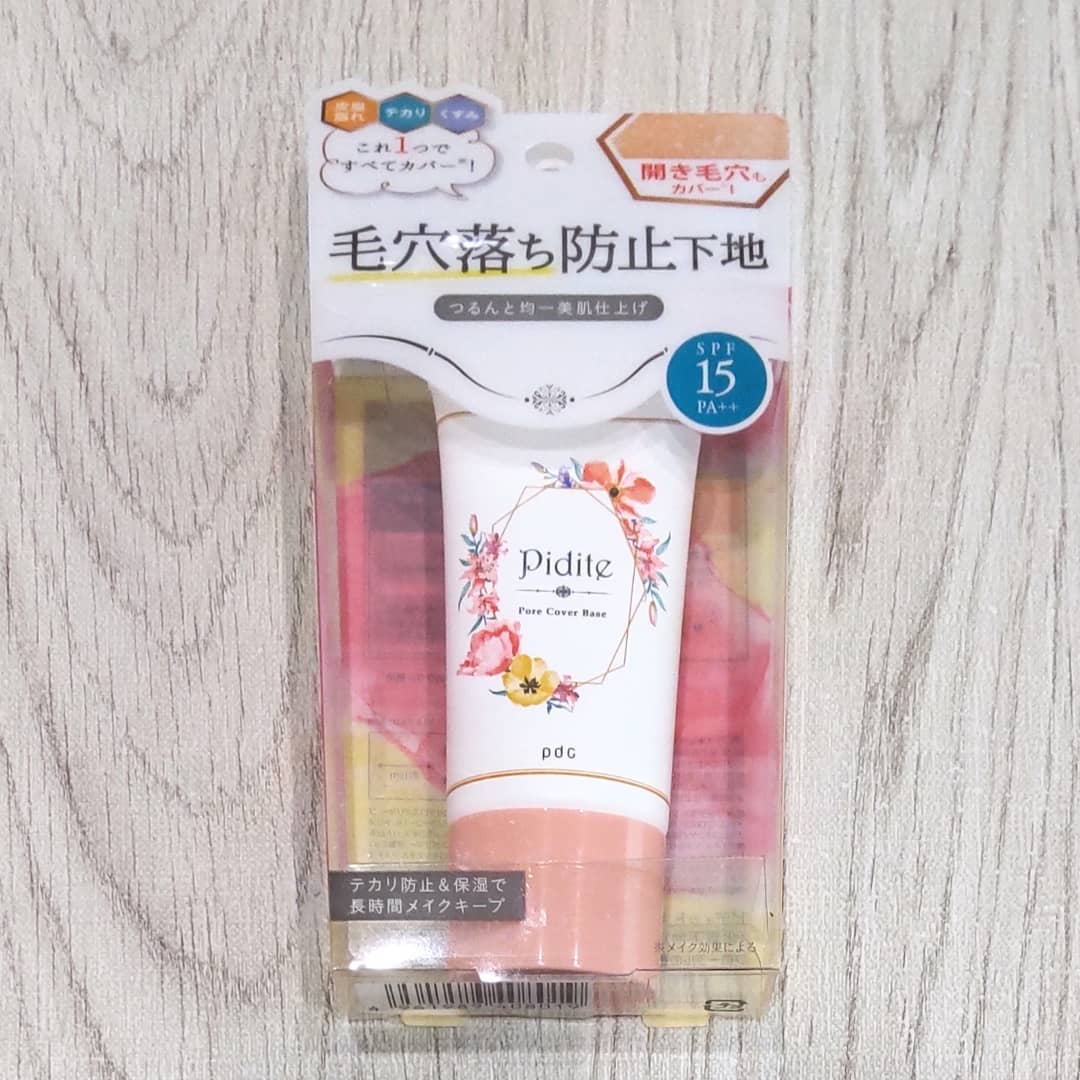 皮脂
崩れ
テカリ
くすみ
これ1つで
すべてカバー※!
開き毛穴も
カバー※!
毛穴落ち防止下地
つるんと均一美肌仕上げ
SPF
15
PA++
Pidite
Pore Cover Base
pdc
テカリ防止&保湿で
長時間メイクキープ
※メイク効果による
プラ